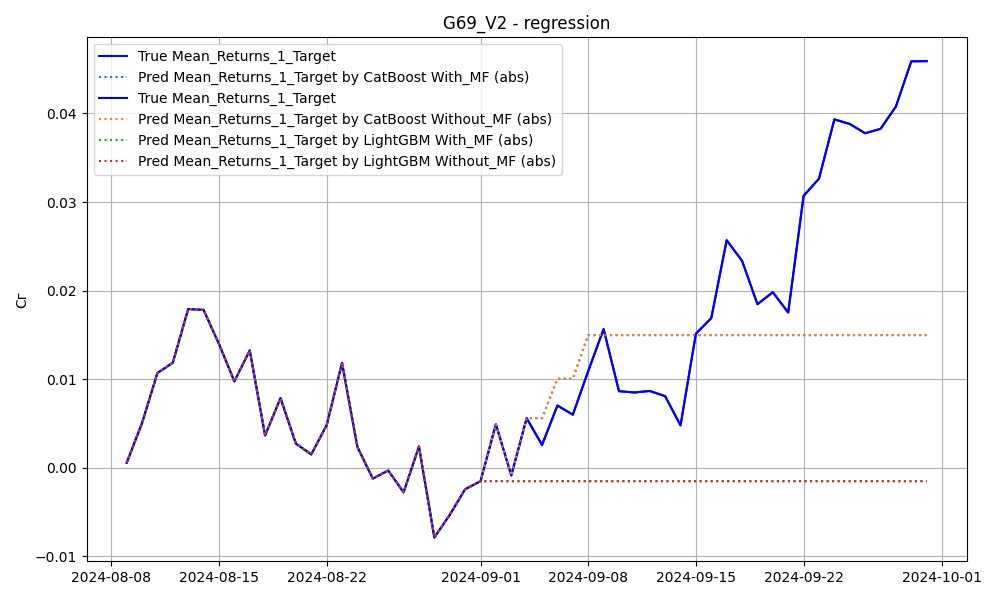 G69_V2 - regression
True Mean_Returns_1_Target
Pred Mean_Returns_1_Target by CatBoost With_MF (abs)
True Mean_Returns_1_Target
Pred Mean_Returns_1_Target by CatBoost Without_MF (abs)
Pred Mean_Returns_1_Target by LightGBM With_MF (abs)
Pred Mean_Returns_1_Target by LightGBM Without_MF (abs)
Cr
0.04
0.03
0.02
0.01
0.00
−0.01
2024-08-08 2024-08-15 2024-08-22 2024-09-01 2024-09-08 2024-09-15 2024-09-22 2024-10-01